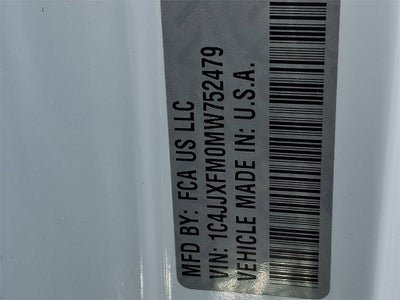 MFD BY: FCA US LLC
VIN: 1C4JJXFM0MW752479
VEHICLE MADE IN: U.S.A.